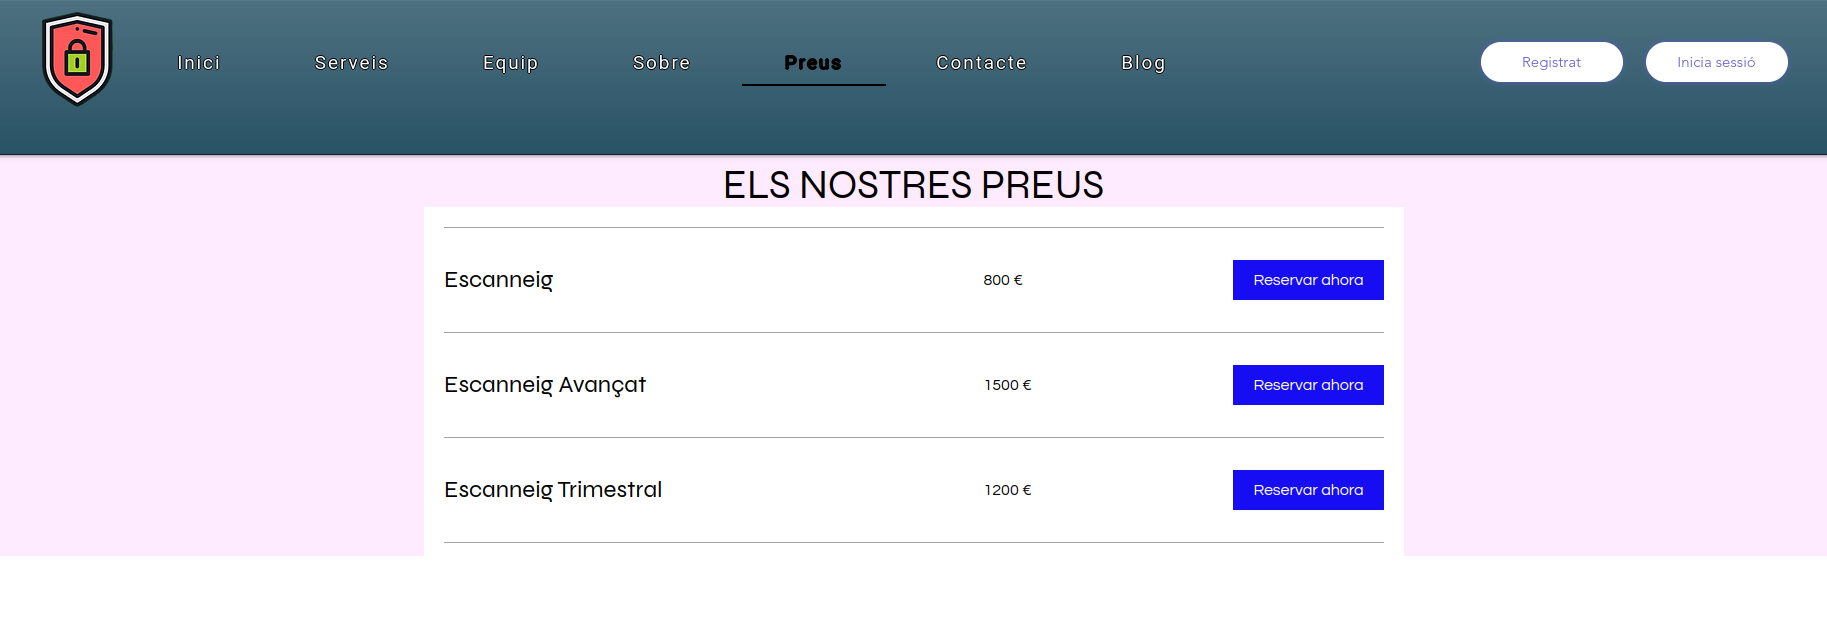 Inici Serveis Equip Sobre Preus Contacte Blog Registrat Inicia sessió
ELS NOSTRES PREUS
Escanneig 800 € Reservar ahora
Escanneig Avançat 1500 € Reservar ahora
Escanneig Trimestral 1200 € Reservar ahora